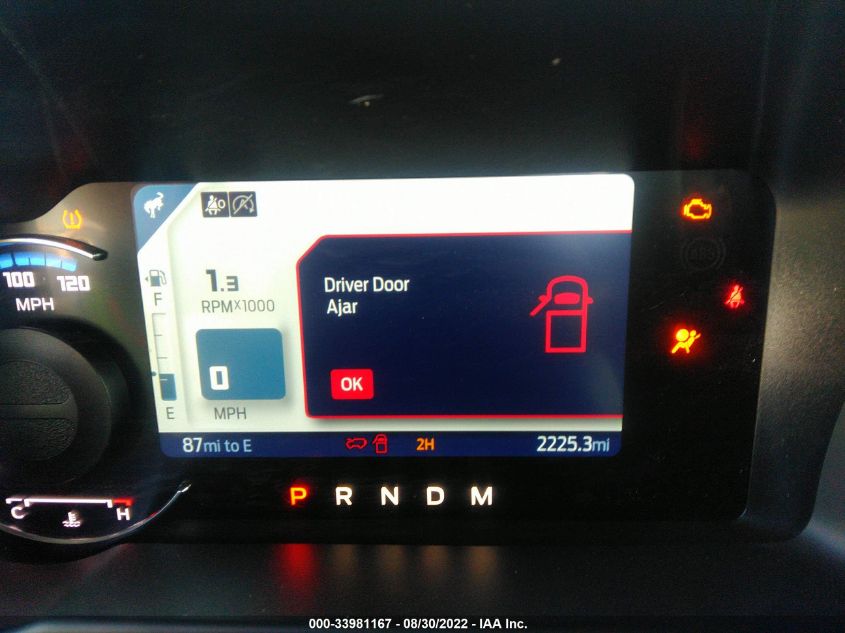 100
120
MPH
F
1.3
RPMX1000
Driver Door
Ajar
0
OK
E
MPH
87mi to E
2H
2225.3mi
P R N D M
C
H
000-33981167 - 08/30/2022 - IAA Inc.